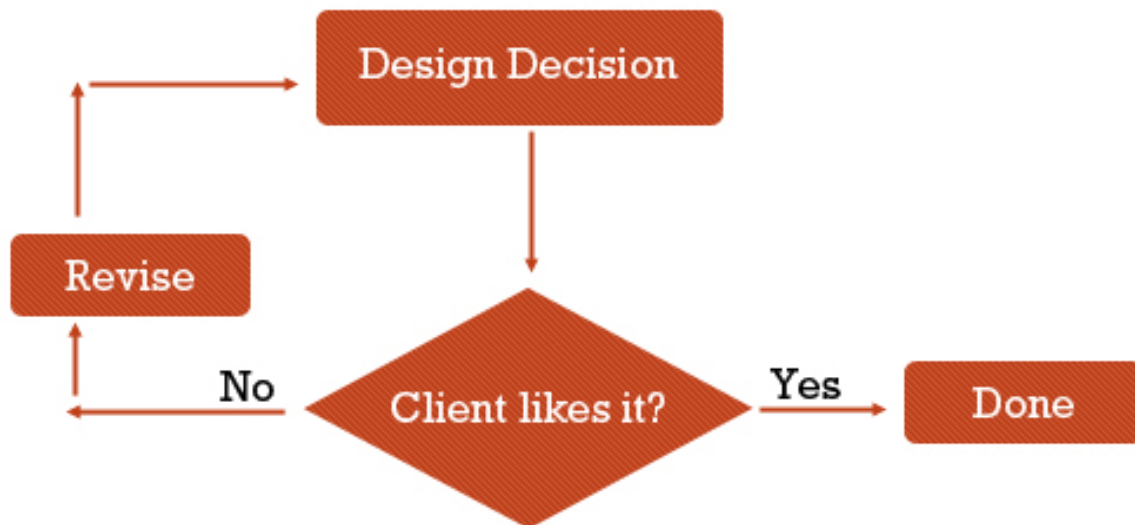 Design Decision
Revise
No
Client likes it?
Yes
Done